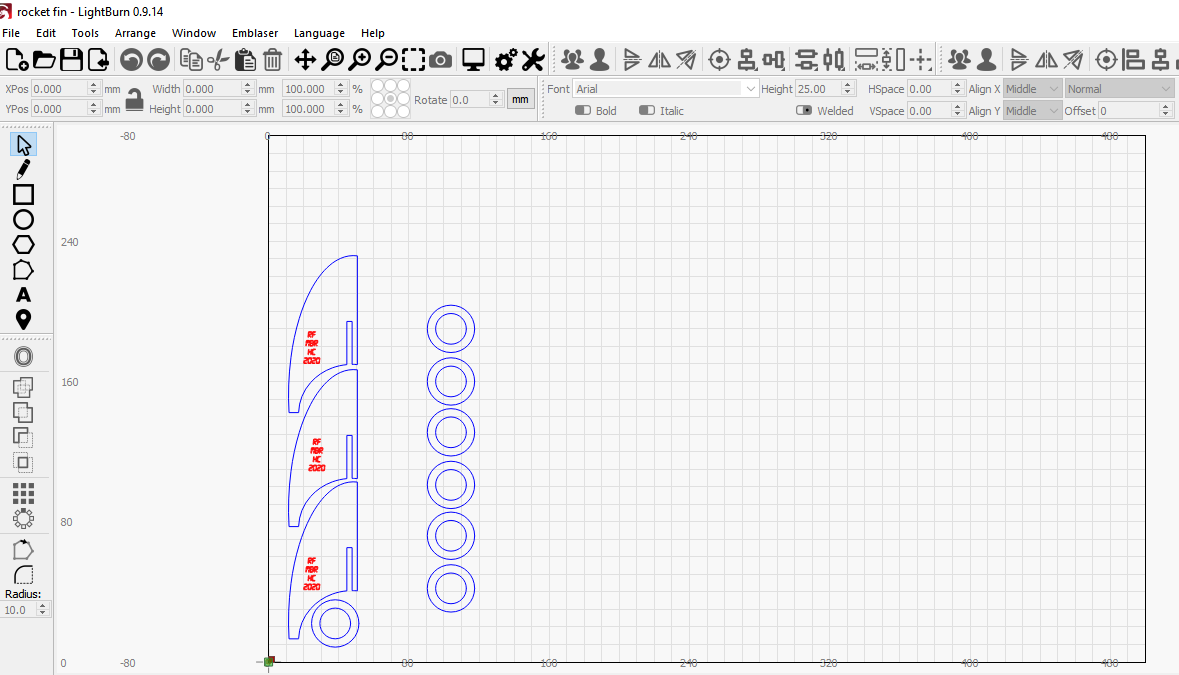 rocket fin - LightBurn 0.9.14
File Edit Tools Arrange Window Emblaser Language Help
XPos 0.000 mm Width 0.000 mm 100.000 % Rotate 0.0 mm Font Arial Height 25.00 HSpace 0.00 Align X Middle Normal
YPos 0.000 mm Height 0.000 mm 100.000 % Bold Italic Welded VSpace 0.00 Align Y Middle Offset 0
-80 0 80 160 240 320 400 480
240
RF
MBR
HC
2020
160
RF
MBR
HC
2020
80
RF
MBR
HC
2020
Radius:
10.0
0 -80 80 160 240 320 400 480